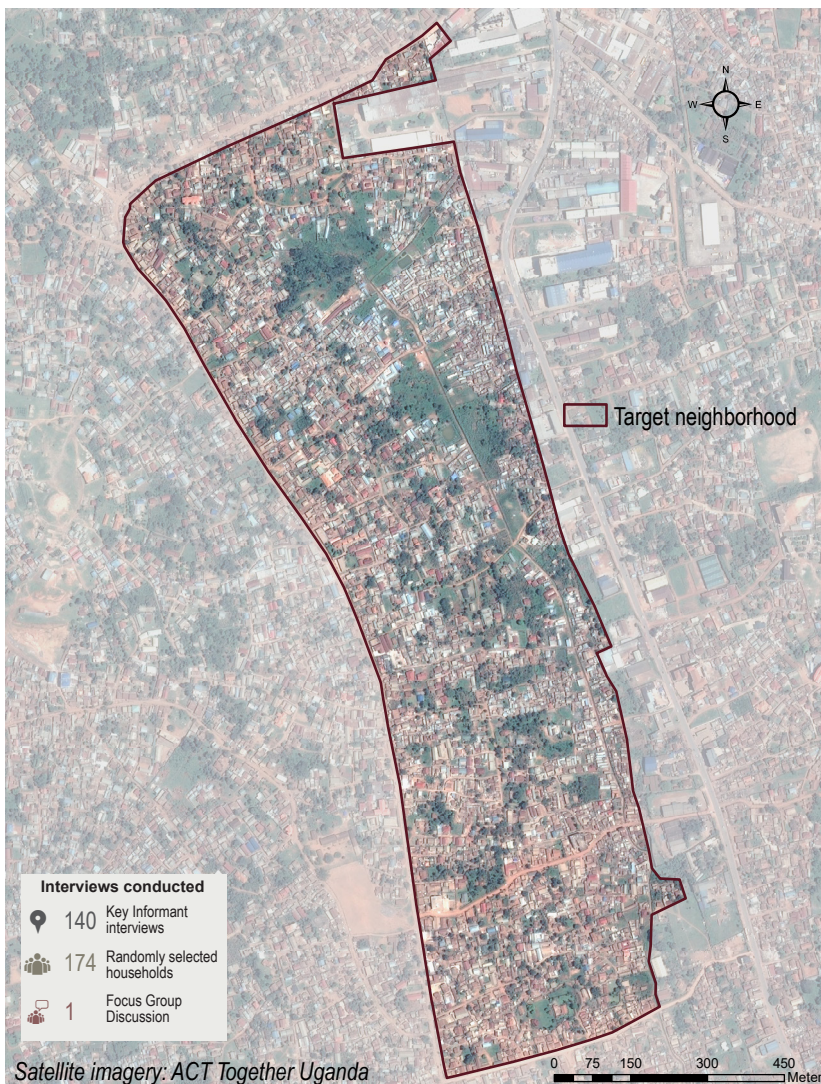 N
W E
S
Target neighborhood
Interviews conducted
140 Key Informant
interviews
174 Randomly selected
households
1 Focus Group
Discussion
Satellite imagery: ACT Together Uganda
0 75 150 300 450
Meter